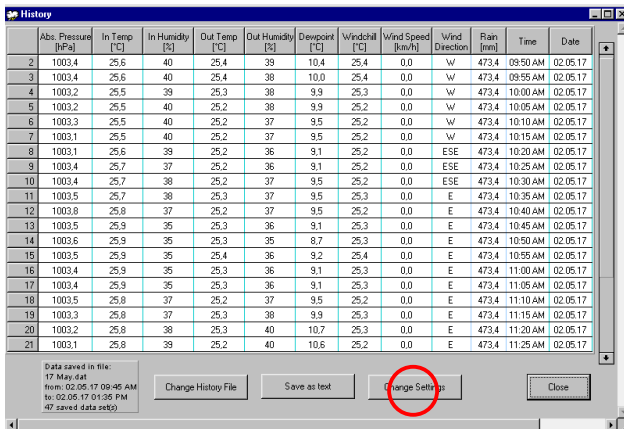 History
Abs. Pressure [hPa] In Temp [°C] In Humidity [%] Out Temp [°C] Out Humidity [%] Dewpoint [°C] Windchill [°C] Wind Speed [km/h] Wind Direction Rain [mm] Time Date
2 1003,4 25,6 40 25,4 39 10,4 25,4 0,0 W 473,4 09:50 AM 02.05.17
3 1003,4 25,6 40 25,4 38 10,0 25,4 0,0 W 473,4 09:55 AM 02.05.17
4 1003,2 25,5 39 25,3 38 9,9 25,3 0,0 W 473,4 10:00 AM 02.05.17
5 1003,2 25,5 40 25,2 38 9,9 25,2 0,0 W 473,4 10:05 AM 02.05.17
6 1003,3 25,5 40 25,2 37 9,5 25,2 0,0 W 473,4 10:10 AM 02.05.17
7 1003,1 25,5 40 25,2 37 9,5 25,2 0,0 W 473,4 10:15 AM 02.05.17
8 1003,1 25,6 39 25,2 36 9,1 25,2 0,0 ESE 473,4 10:20 AM 02.05.17
9 1003,4 25,7 37 25,2 36 9,1 25,2 0,0 ESE 473,4 10:25 AM 02.05.17
10 1003,4 25,7 38 25,2 37 9,5 25,2 0,0 ESE 473,4 10:30 AM 02.05.17
11 1003,5 25,7 38 25,3 37 9,5 25,3 0,0 E 473,4 10:35 AM 02.05.17
12 1003,8 25,8 37 25,2 37 9,5 25,2 0,0 E 473,4 10:40 AM 02.05.17
13 1003,5 25,9 35 25,3 36 9,1 25,3 0,0 E 473,4 10:45 AM 02.05.17
14 1003,6 25,9 35 25,3 35 8,7 25,3 0,0 E 473,4 10:50 AM 02.05.17
15 1003,5 25,9 35 25,4 36 9,2 25,4 0,0 E 473,4 10:55 AM 02.05.17
16 1003,4 25,9 35 25,3 36 9,1 25,3 0,0 E 473,4 11:00 AM 02.05.17
17 1003,4 25,9 35 25,3 36 9,1 25,3 0,0 E 473,4 11:05 AM 02.05.17
18 1003,5 25,8 37 25,2 37 9,5 25,2 0,0 E 473,4 11:10 AM 02.05.17
19 1003,3 25,8 37 25,3 38 9,9 25,3 0,0 E 473,4 11:15 AM 02.05.17
20 1003,2 25,8 38 25,3 40 10,7 25,3 0,0 E 473,4 11:20 AM 02.05.17
21 1003,1 25,8 39 25,2 40 10,6 25,2 0,0 E 473,4 11:25 AM 02.05.17
Data saved in file:
17 May.dat
from: 02.05.17 09:45 AM
to: 02.05.17 01:35 PM
47 saved data set(s)
Change History File
Save as text
Change Settings
Close